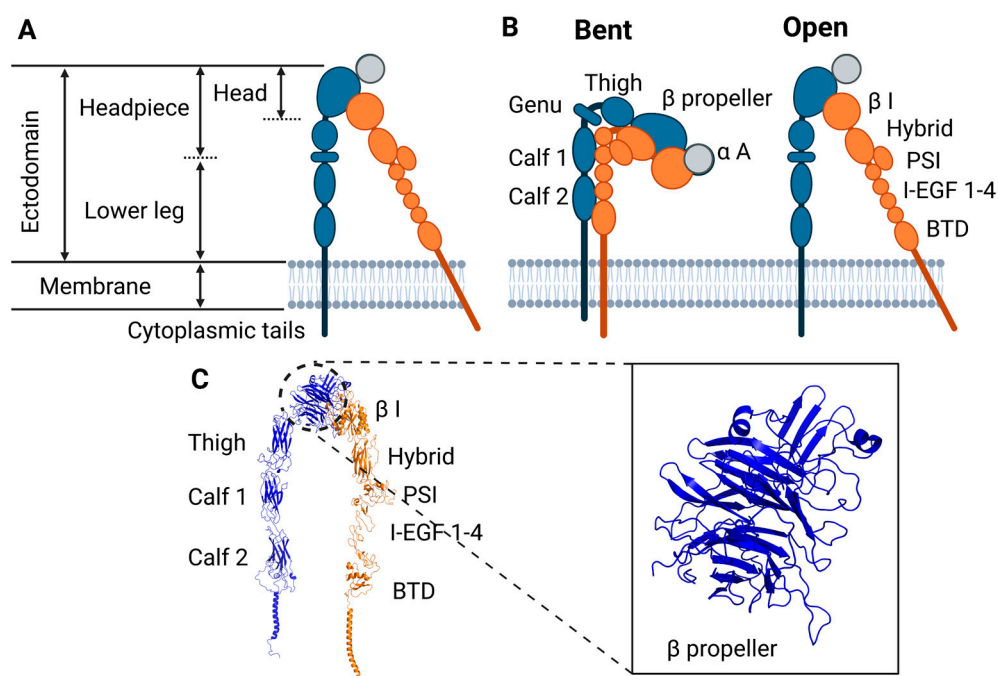 A
Ectodomain
Headpiece
Head
Lower leg
Membrane
Cytoplasmic tails
B
Bent
Open
Thigh
Genu
β propeller
Calf 1
α A
Calf 2
β I
Hybrid
PSI
I-EGF 1-4
BTD
C
β I
Thigh
Hybrid
Calf 1
PSI
I-EGF 1-4
Calf 2
BTD
β propeller